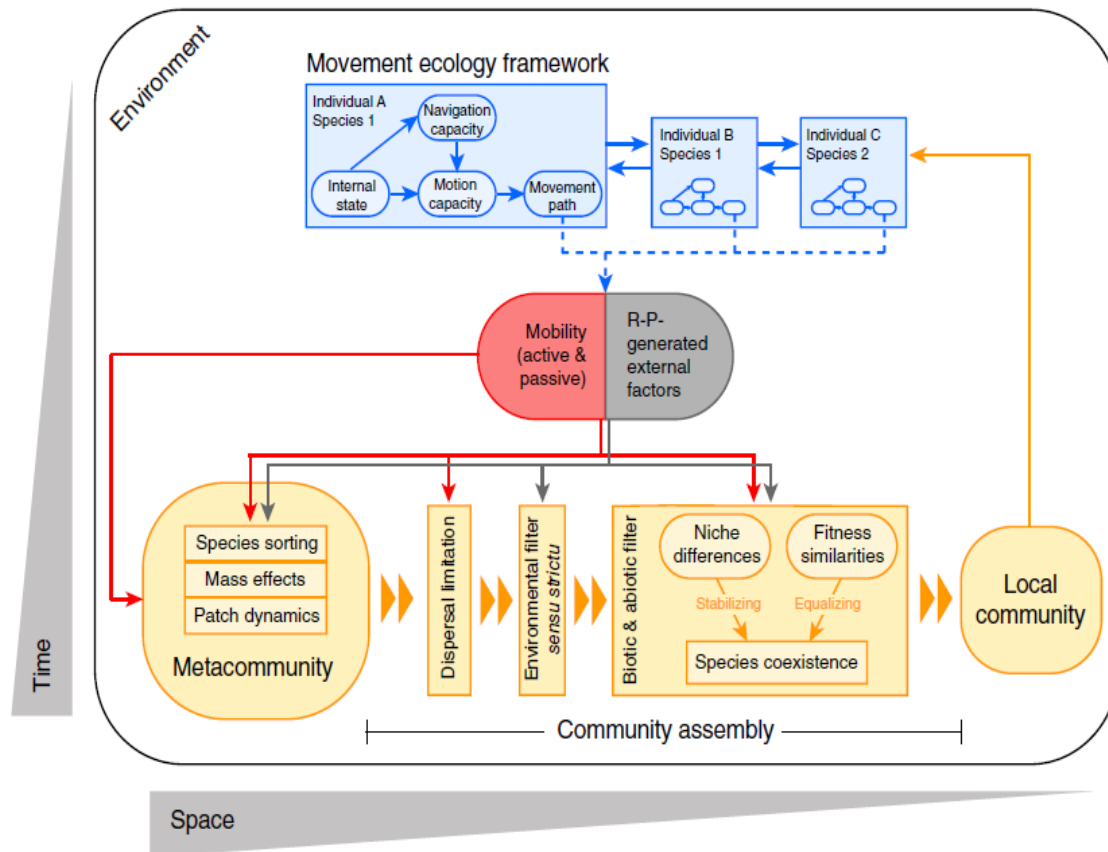 Environment
Movement ecology framework
Individual A
Species 1
Navigation
capacity
Internal
state
Motion
capacity
Movement
path
Individual B
Species 1
Individual C
Species 2
Mobility
(active &
passive)
R-P-
generated
external
factors
Species sorting
Mass effects
Patch dynamics
Metacommunity
Dispersal limitation
Environmental filter
sensu strictu
Biotic & abiotic filter
Niche
differences
Fitness
similarities
Stabilizing
Equalizing
Species coexistence
Local
community
Community assembly
Time
Space